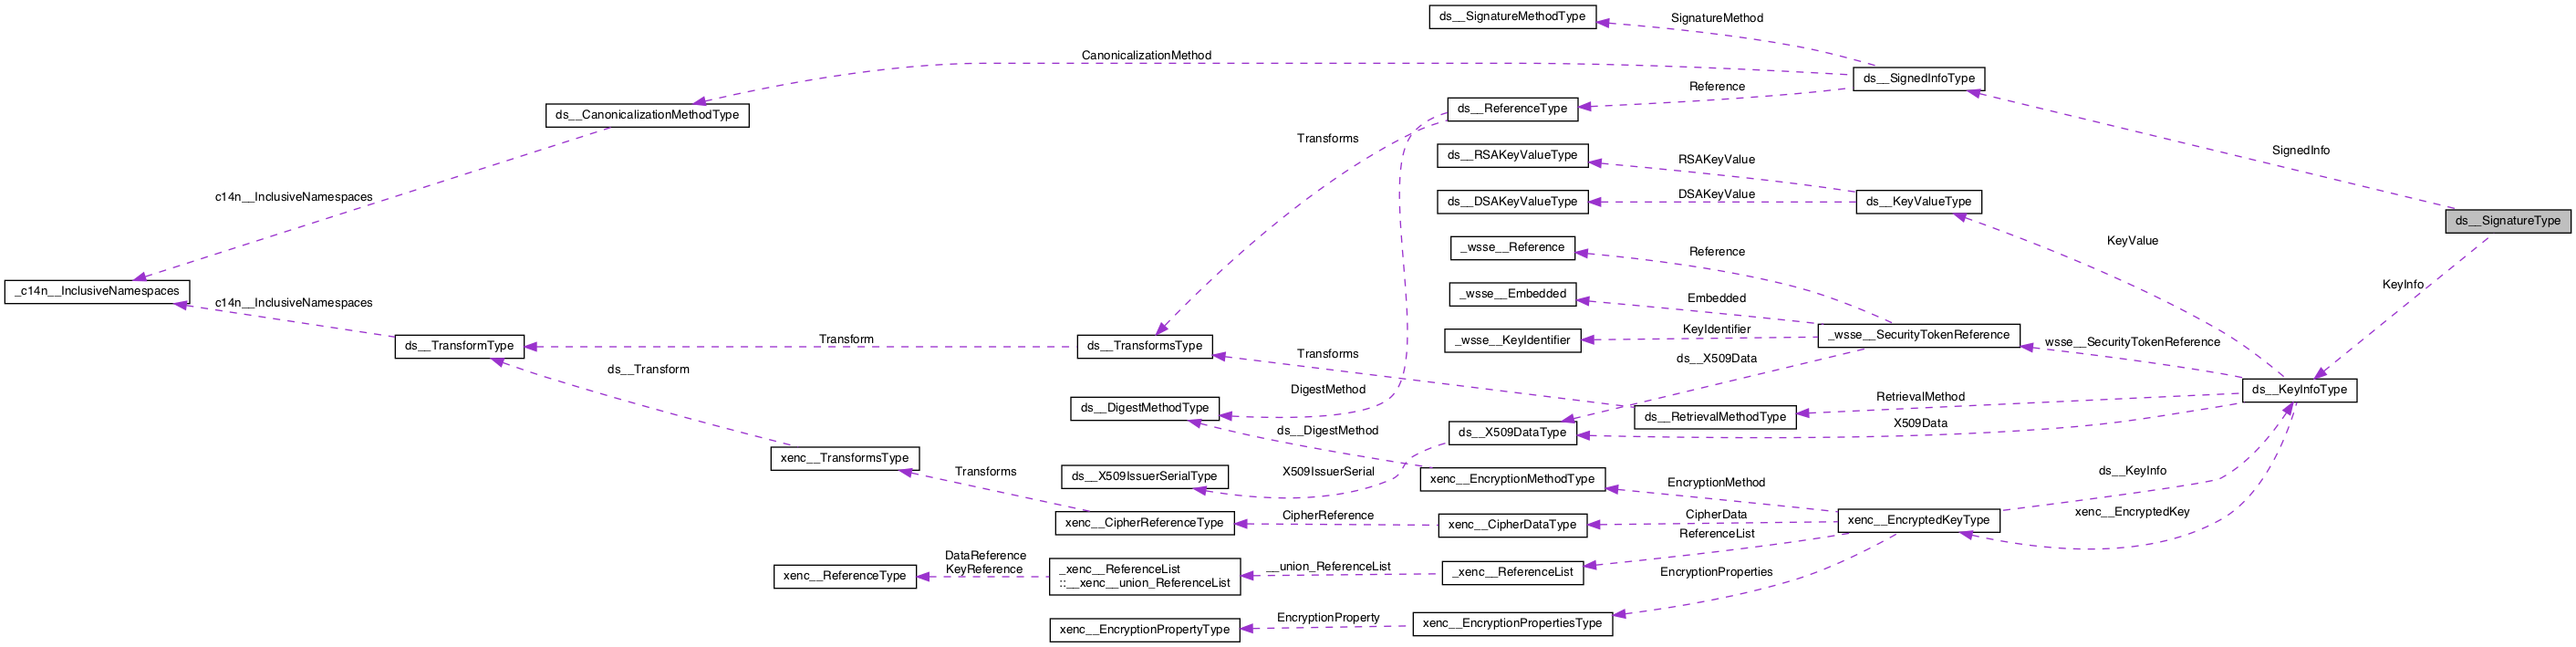 ds__SignatureMethodType
SignatureMethod
CanonicalizationMethod
ds__SignedInfoType
Reference
ds__ReferenceType
ds__CanonicalizationMethodType
Transforms
SignedInfo
ds__RSAKeyValueType
RSAKeyValue
c14n__InclusiveNamespaces
ds__DSAKeyValueType
DSAKeyValue
ds__KeyValueType
ds__SignatureType
KeyValue
_wsse__Reference
Reference
KeyInfo
_c14n__InclusiveNamespaces
_wsse__Embedded
Embedded
c14n__InclusiveNamespaces
KeyIdentifier
_wsse__SecurityTokenReference
ds__TransformType
Transform
ds__TransformsType
_wsse__KeyIdentifier
wsse__SecurityTokenReference
Transforms
ds__X509Data
ds__Transform
DigestMethod
ds__KeyInfoType
RetrievalMethod
ds__DigestMethodType
ds__RetrievalMethodType
X509Data
ds__DigestMethod
ds__X509DataType
xenc__TransformsType
Transforms
ds__X509IssuerSerialType
X509IssuerSerial
xenc__EncryptionMethodType
EncryptionMethod
ds__KeyInfo
xenc__CipherReferenceType
CipherReference
xenc__CipherDataType
CipherData
xenc__EncryptedKeyType
xenc__EncryptedKey
ReferenceList
DataReference
KeyReference
xenc__ReferenceType
_xenc__ReferenceList
::__xenc__union_ReferenceList
__union_ReferenceList
_xenc__ReferenceList
EncryptionProperties
xenc__EncryptionPropertyType
EncryptionProperty
xenc__EncryptionPropertiesType